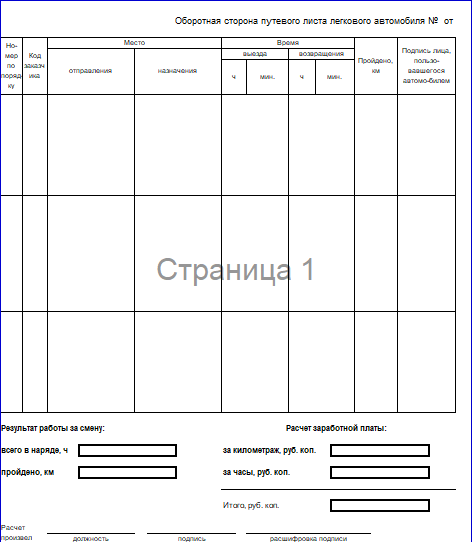 Оборотная сторона путевого листа легкового автомобиля № от
Но-
мер
по
поряд
ку
Код
заказч
ика
Место
отправления
назначения
Время
выезда
возвращения
ч
мин.
ч
мин.
Пройдено,
км
Подпись лица,
пользо-
вавшегося
автомо-билем
Страница 1
Результат работы за смену:
Расчет заработной платы:
всего в наряде, ч
за километраж, руб. коп.
пройдено, км
за часы, руб. коп.
Итого, руб. коп.
Расчет
произвел
должность
подпись
расшифровка подписи